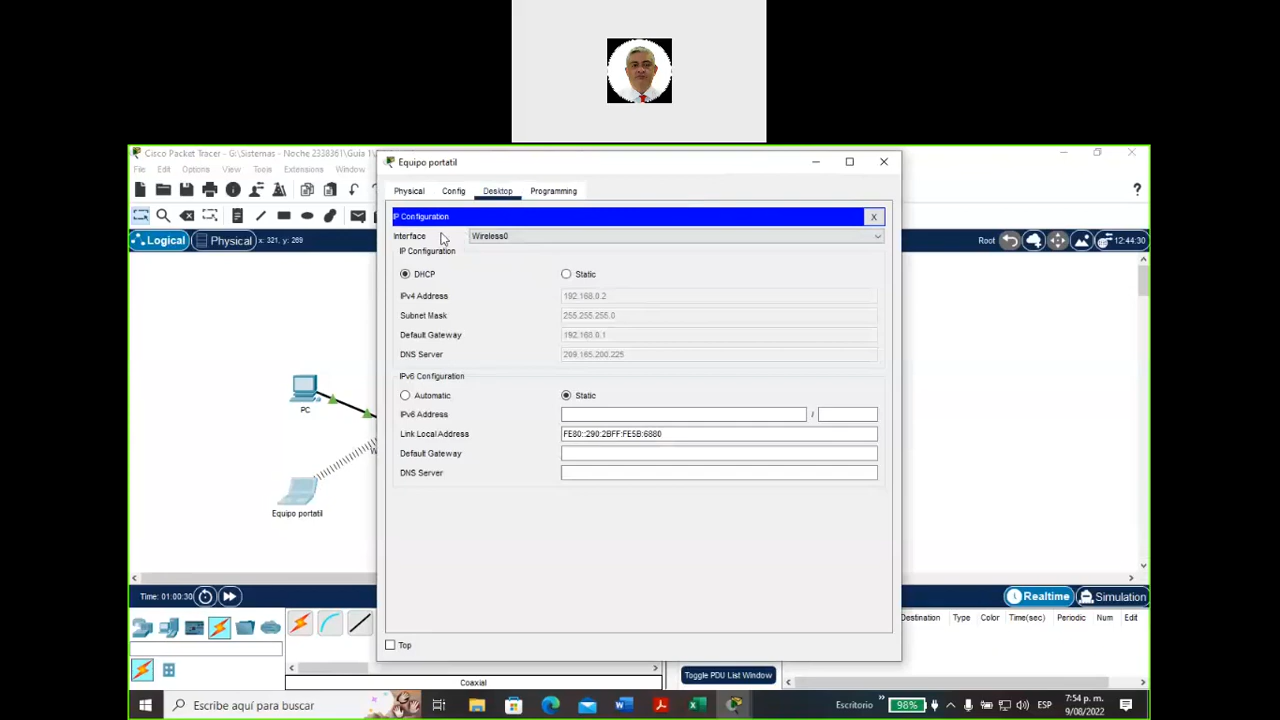 Cisco Packet Tracer - G:\Sistemas - Noche 2338361\Guia 1
File Edit Options View Tools Extensions Window
Logical Physical x: 321, y: 269
Root 12:44:30
Equipo portatil
Physical Config Desktop Programming
IP Configuration X
Interface Wireless0
IP Configuration
DHCP Static
IPv4 Address 192.168.0.2
Subnet Mask 255.255.255.0
Default Gateway 192.168.0.1
DNS Server 209.165.200.225
IPv6 Configuration
Automatic Static
IPv6 Address /
Link Local Address FE80::290:2BFF:FE5B:6880
Default Gateway
DNS Server
Top
PC
Equipo portatil
Time: 01:00:30
Realtime Simulation
Destination Type Color Time(sec) Periodic Num Edit
Toggle PDU List Window
Coaxial
Escribe aquí para buscar
Escritorio 98% ESP
7:54 p. m.
9/08/2022